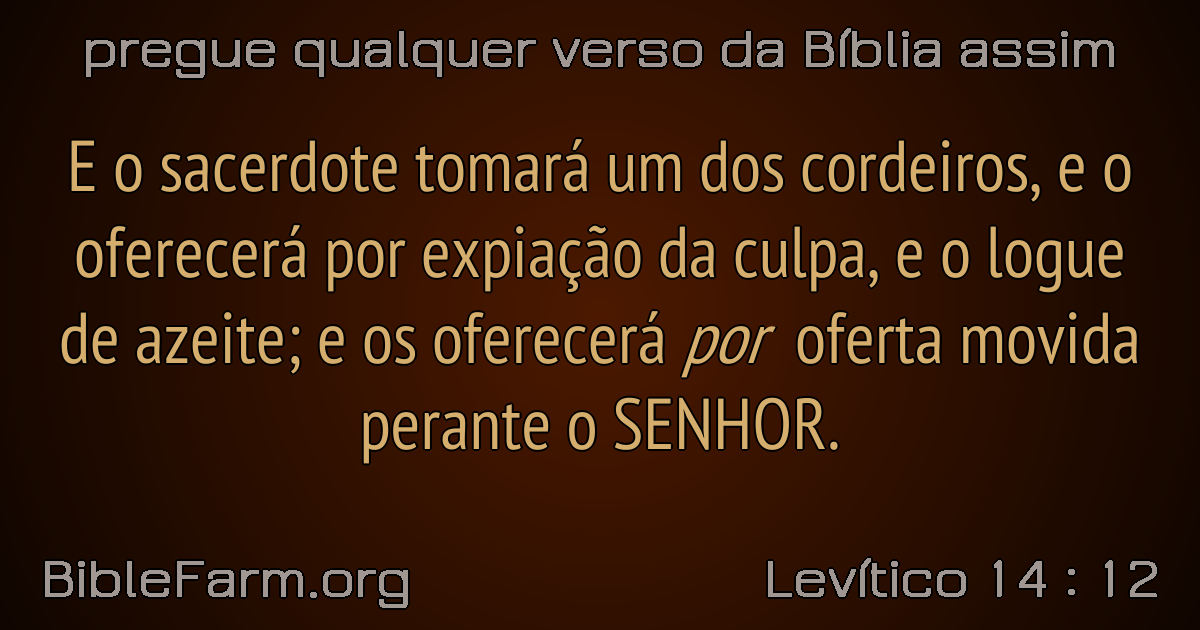 pregue qualquer verso da Bíblia assim
E o sacerdote tomará um dos cordeiros, e o
oferecerá por expiação da culpa, e o logue
de azeite; e os oferecerá por oferta movida
perante o SENHOR.
BibleFarm.org
Levítico 14 : 12